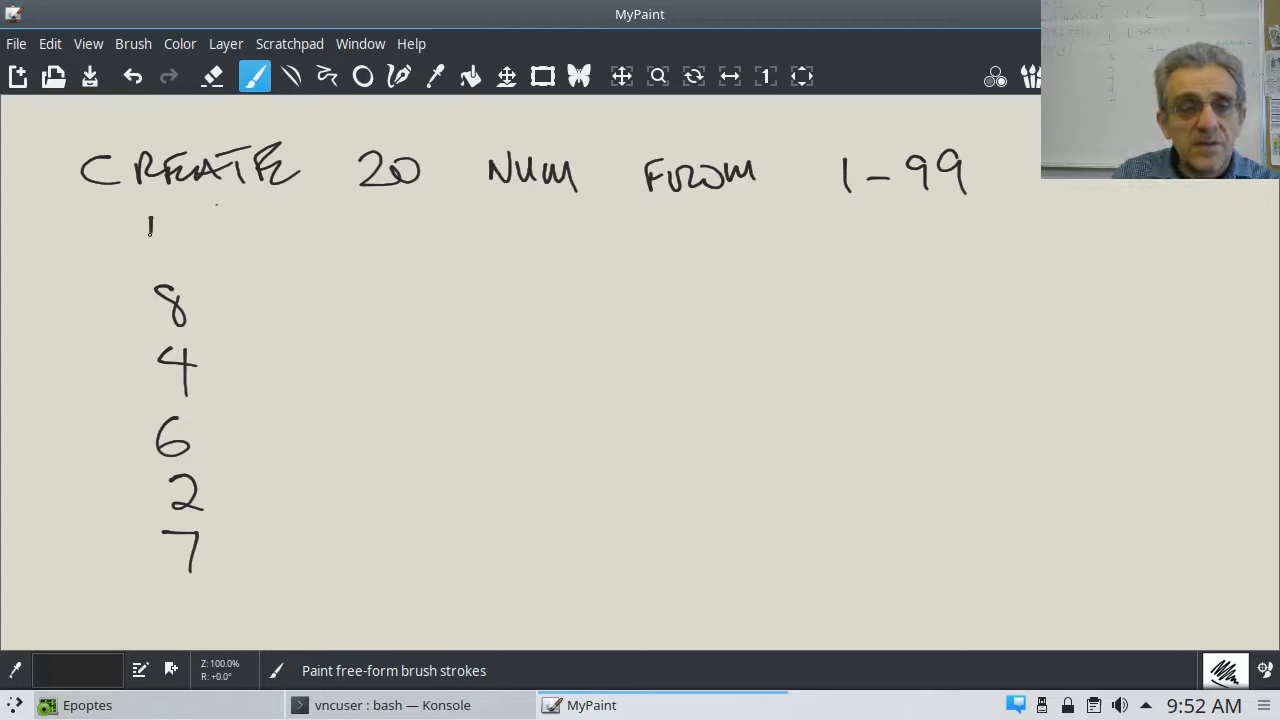 MyPaint
File Edit View Brush Color Layer Scratchpad Window Help
CREATE 20 NUM FROM 1-99
1
8
4
6
2
7
Z: 100.0%
R: +0.0°
Paint free-form brush strokes
Epoptes
vncuser : bash — Konsole
MyPaint
9:52 AM